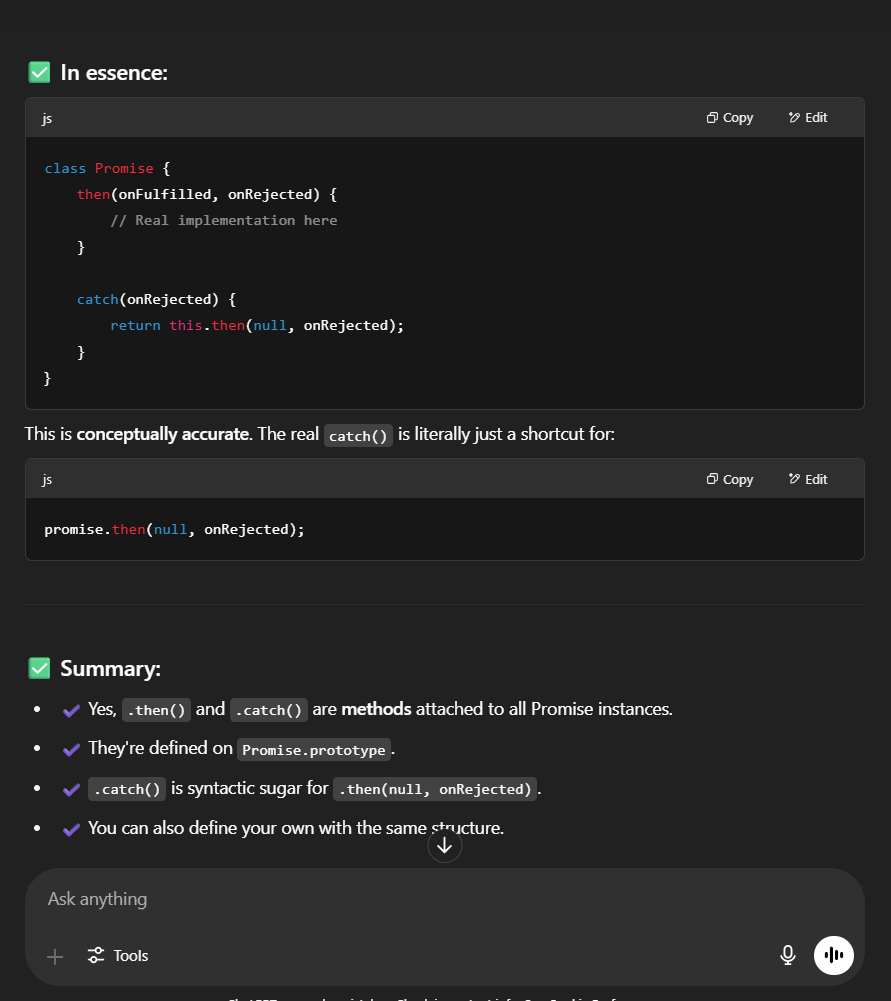 ✅ In essence:
js Copy Edit
class Promise {
    then(onFulfilled, onRejected) {
        // Real implementation here
    }
    catch(onRejected) {
        return this.then(null, onRejected);
    }
}
This is conceptually accurate. The real catch() is literally just a shortcut for:
js Copy Edit
promise.then(null, onRejected);
✅ Summary:
• ✔ Yes, .then() and .catch() are methods attached to all Promise instances.
• ✔ They're defined on Promise.prototype.
• ✔ .catch() is syntactic sugar for .then(null, onRejected).
• ✔ You can also define your own with the same structure.
Ask anything
Tools